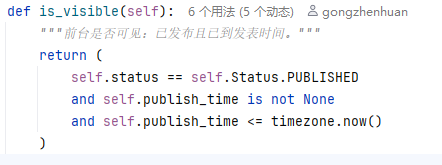 def is_visible(self): 6 个用法 (5 个动态) gongzhenhuan
"""前台是否可见：已发布且已到发表时间。"""
return (
self.status == self.Status.PUBLISHED
and self.publish_time is not None
and self.publish_time <= timezone.now()
)